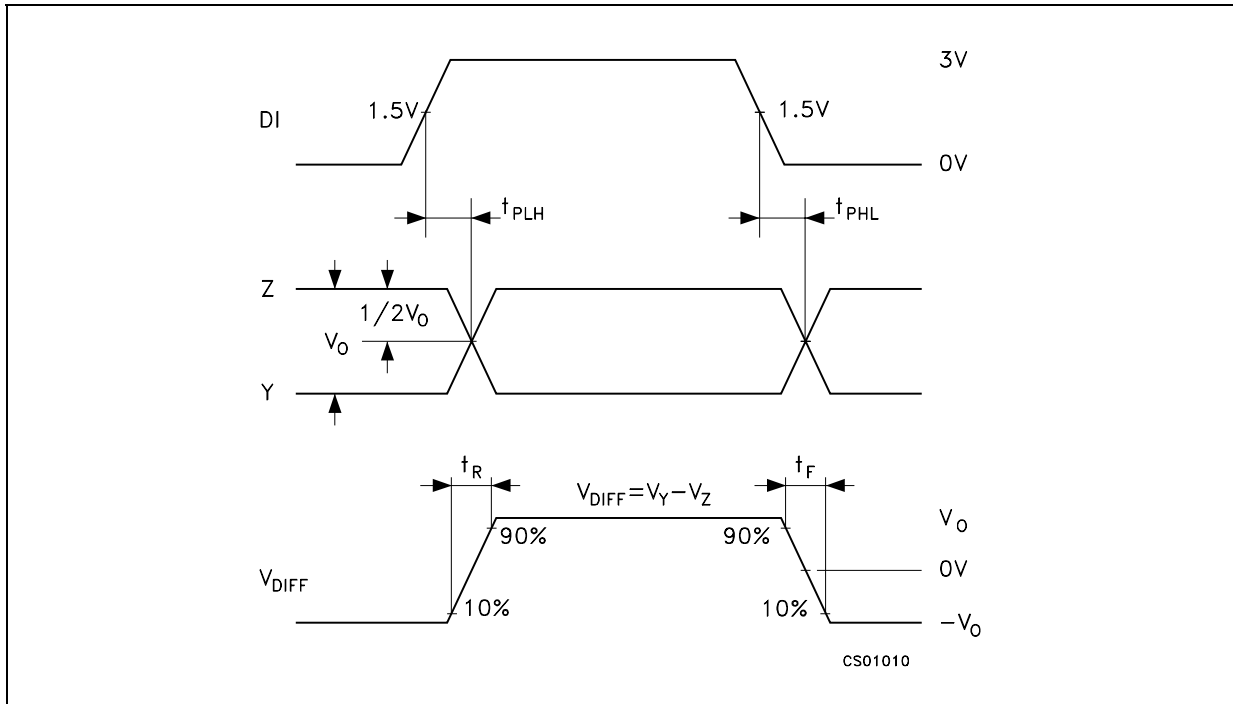 3V
DI
1.5V
1.5V
0V
tPLH
tPHL
Z
1/2VO
VO
Y
tR
tF
VDIFF=VY-VZ
VO
90%
90%
0V
VDIFF
10%
10%
-VO
CS01010